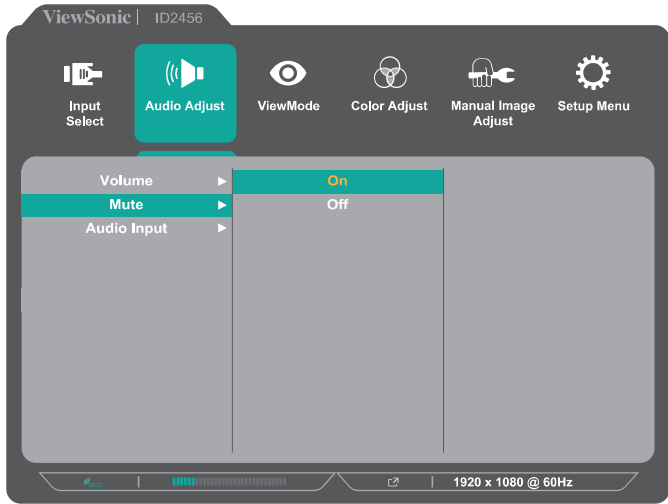 ViewSonic | ID2456
Input Select
Audio Adjust
ViewMode
Color Adjust
Manual Image Adjust
Setup Menu
Volume
On
Mute
Off
Audio Input
1920 x 1080 @ 60Hz